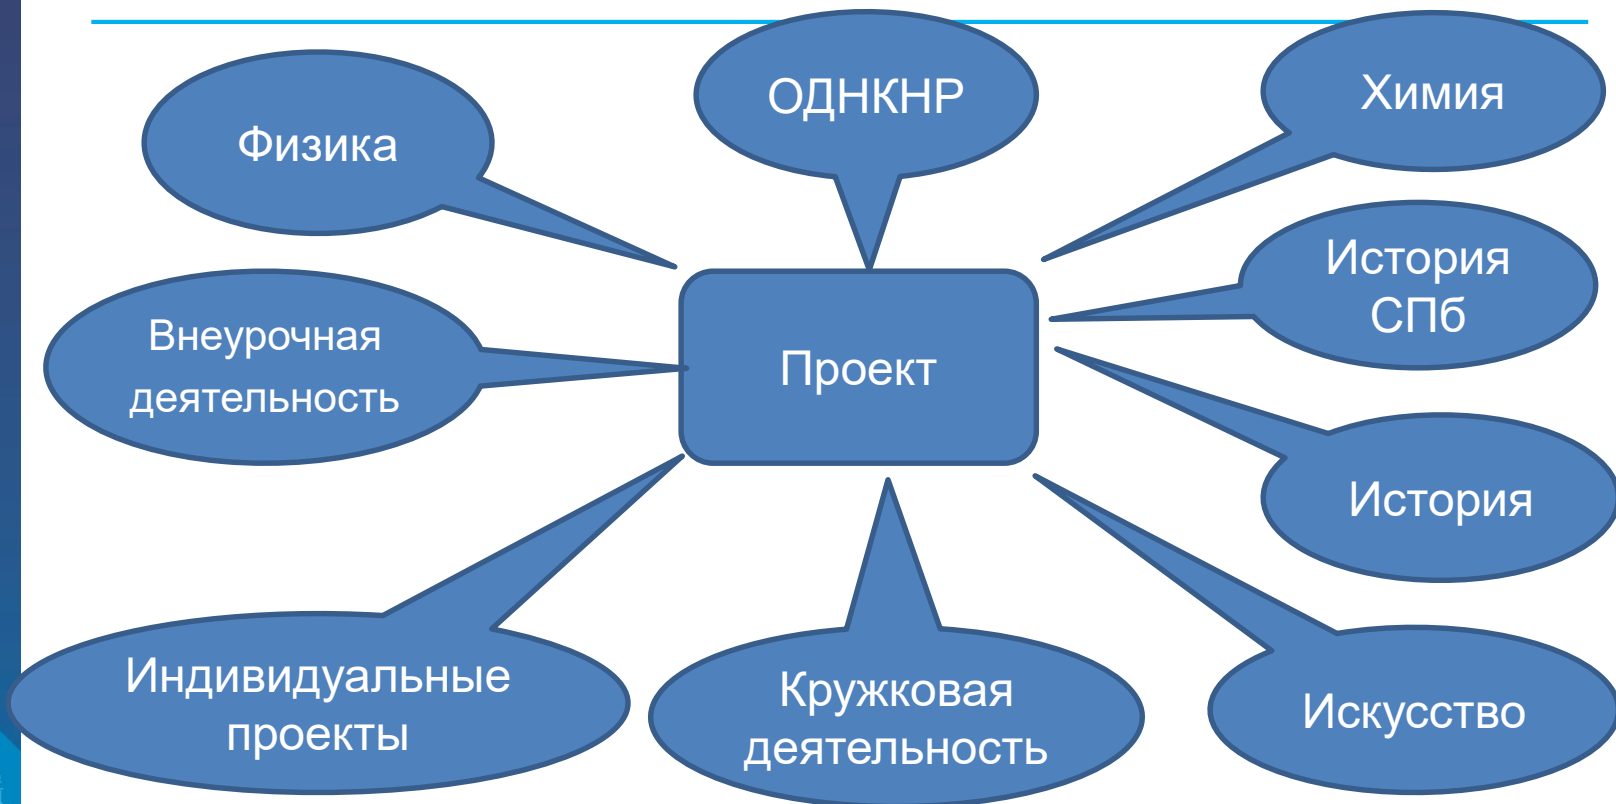 ОДНКНР
Химия
Физика
История
СПб
Внеурочная
деятельность
Проект
История
Индивидуальные
проекты
Кружковая
деятельность
Искусство